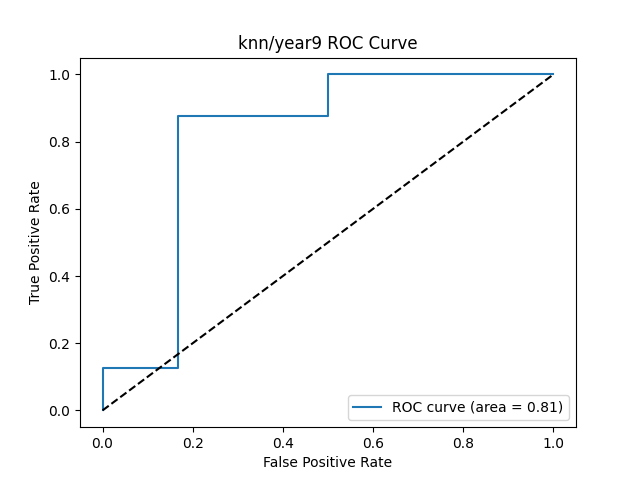 knn/year9 ROC Curve
1.0
0.8
0.6
0.4
0.2
0.0
True Positive Rate
ROC curve (area = 0.81)
0.0 0.2 0.4 0.6 0.8 1.0
False Positive Rate